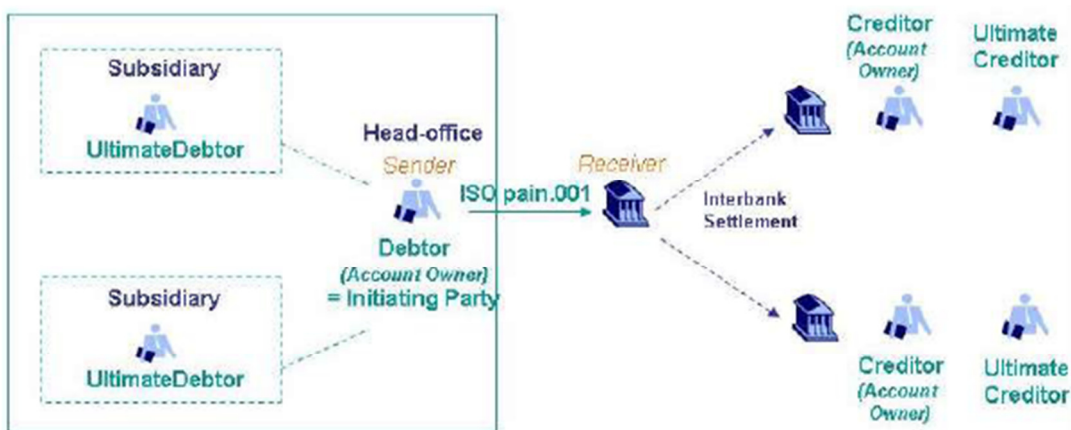 Subsidiary
UltimateDebtor
Subsidiary
UltimateDebtor
Head-office
Sender
Debtor
(Account Owner)
= Initiating Party
ISO pain.001
Receiver
Interbank
Settlement
Creditor
(Account
Owner)
Ultimate
Creditor
Creditor
(Account
Owner)
Ultimate
Creditor